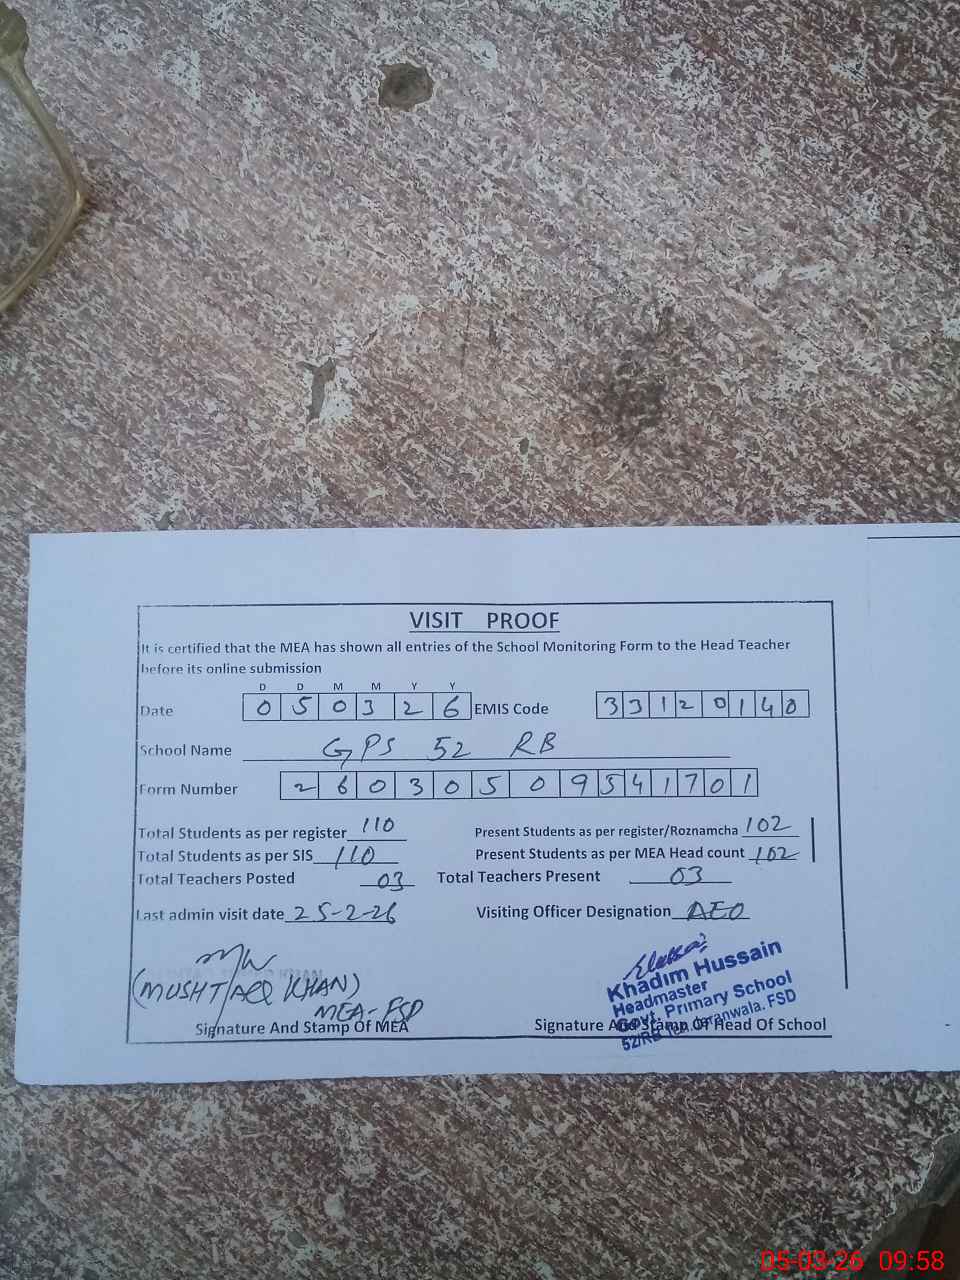 VISIT PROOF
It is certified that the MEA has shown all entries of the School Monitoring Form to the Head Teacher
before its online submission
D D M M Y Y
Date 0 5 0 3 2 6 EMIS Code 3 3 1 2 0 1 4 0
School Name GPS 52 RB
Form Number 2 6 0 3 0 5 0 9 5 4 1 7 0 1
Total Students as per register 110 Present Students as per register/Roznamcha 102
Total Students as per SIS 110 Present Students as per MEA Head count 102
Total Teachers Posted 03 Total Teachers Present 03
Last admin visit date 25-2-26 Visiting Officer Designation AEO
(MUSHTAQ KHAN)
MEA-FSD
Signature And Stamp Of MEA
Khadim Hussain
Headmaster
Govt. Primary School
52/RB Jaranwala. FSD
Signature And Stamp Of Head Of School
05-03-26 09:58